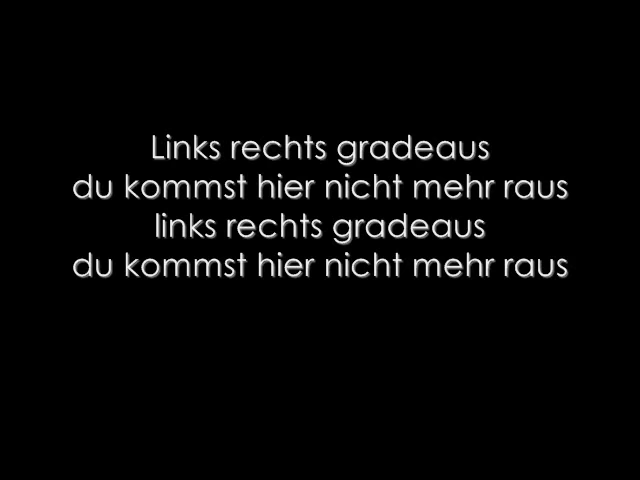 Links rechts gradeaus
du kommst hier nicht mehr raus
links rechts gradeaus
du kommst hier nicht mehr raus